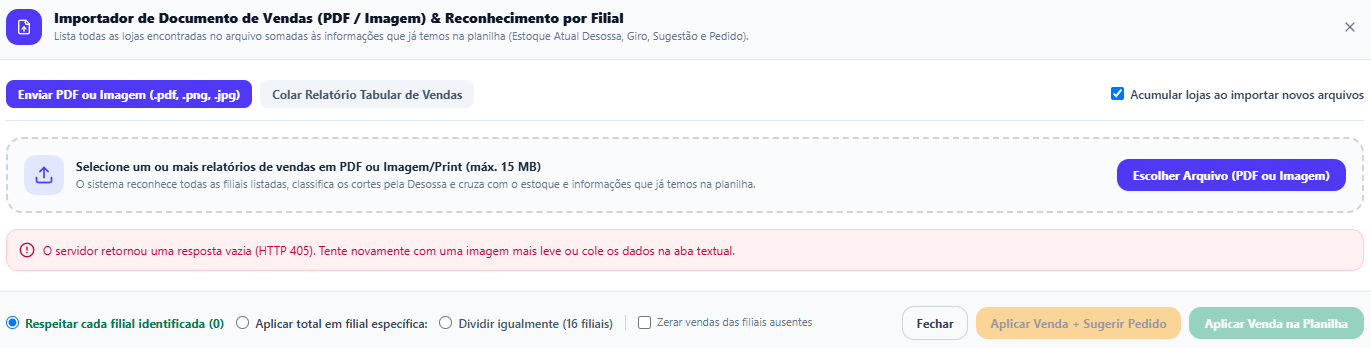 Importador de Documento de Vendas (PDF / Imagem) & Reconhecimento por Filial
Lista todas as lojas encontradas no arquivo somadas às informações que já temos na planilha (Estoque Atual Desossa, Giro, Sugestão e Pedido).
Enviar PDF ou Imagem (.pdf, .png, .jpg)
Colar Relatório Tabular de Vendas
Acumular lojas ao importar novos arquivos
Selecione um ou mais relatórios de vendas em PDF ou Imagem/Print (máx. 15 MB)
O sistema reconhece todas as filiais listadas, classifica os cortes pela Desossa e cruza com o estoque e informações que já temos na planilha.
Escolher Arquivo (PDF ou Imagem)
O servidor retornou uma resposta vazia (HTTP 405). Tente novamente com uma imagem mais leve ou cole os dados na aba textual.
Respeitar cada filial identificada (0)
Aplicar total em filial específica:
Dividir igualmente (16 filiais)
Zerar vendas das filiais ausentes
Fechar
Aplicar Venda + Sugerir Pedido
Aplicar Venda na Planilha